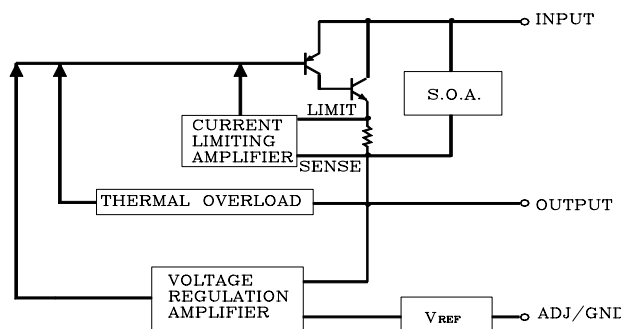 INPUT
S.O.A.
LIMIT
CURRENT
LIMITING
AMPLIFIER
SENSE
THERMAL OVERLOAD
OUTPUT
VOLTAGE
REGULATION
AMPLIFIER
VREF
ADJ/GND